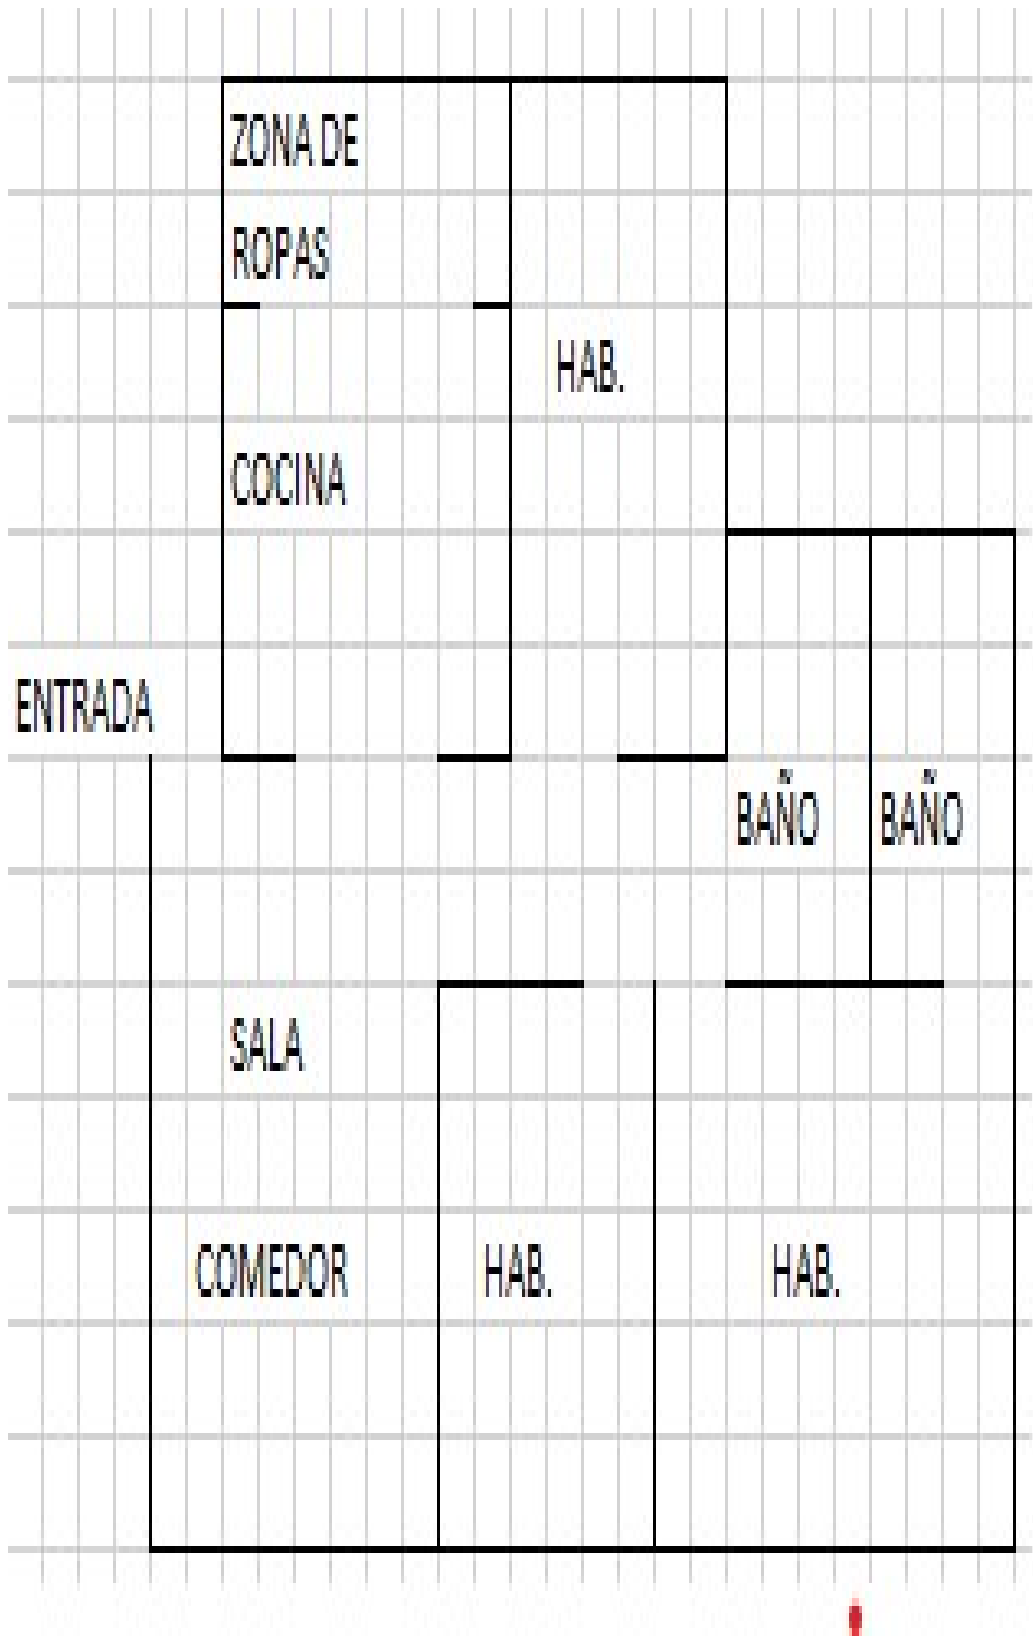 ZONA DE
ROPAS
HAB.
COCINA
ENTRADA
BAÑO
BAÑO
SALA
COMEDOR
HAB.
HAB.